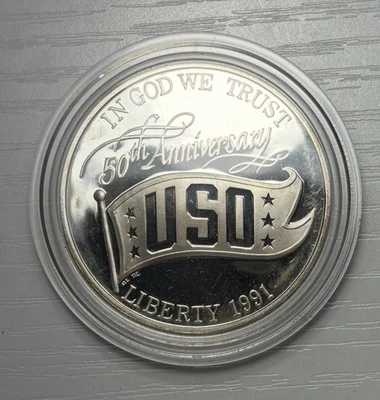 IN GOD WE TRUST
50th Anniversary
USO
LIBERTY 1991